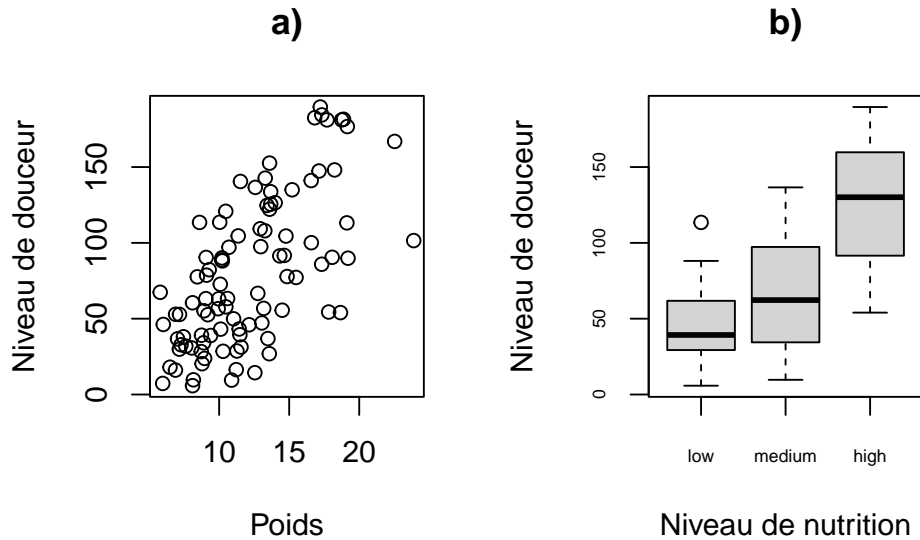 a)
Niveau de douceur
0 50 100 150
10 15 20
Poids
b)
Niveau de douceur
0 50 100 150
low medium high
Niveau de nutrition